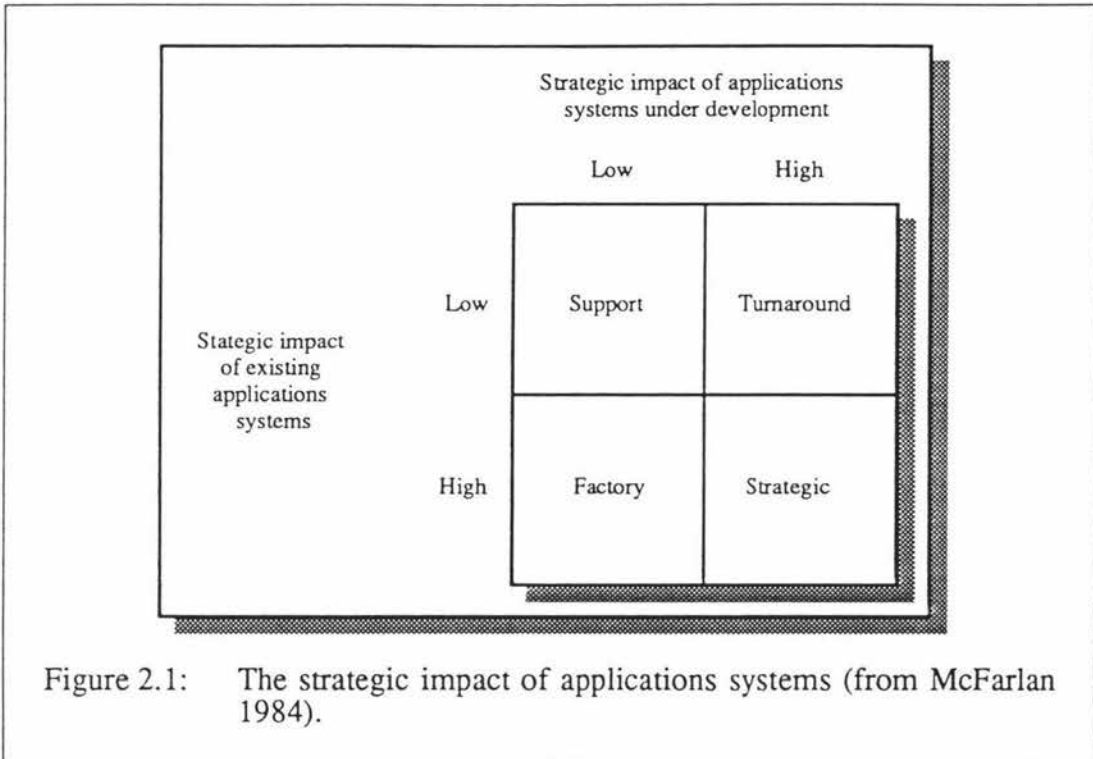 Strategic impact of applications
systems under development
Low High
Low Support Turnaround
Stategic impact
of existing
applications
systems
High Factory Strategic
Figure 2.1: The strategic impact of applications systems (from McFarlan
1984).